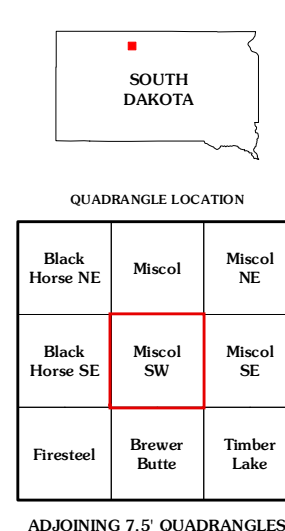 SOUTH
DAKOTA
QUADRANGLE LOCATION
Black
Horse NE
Miscol
Miscol
NE
Black
Horse SE
Miscol
SW
Miscol
SE
Firesteel
Brewer
Butte
Timber
Lake
ADJOINING 7.5' QUADRANGLES